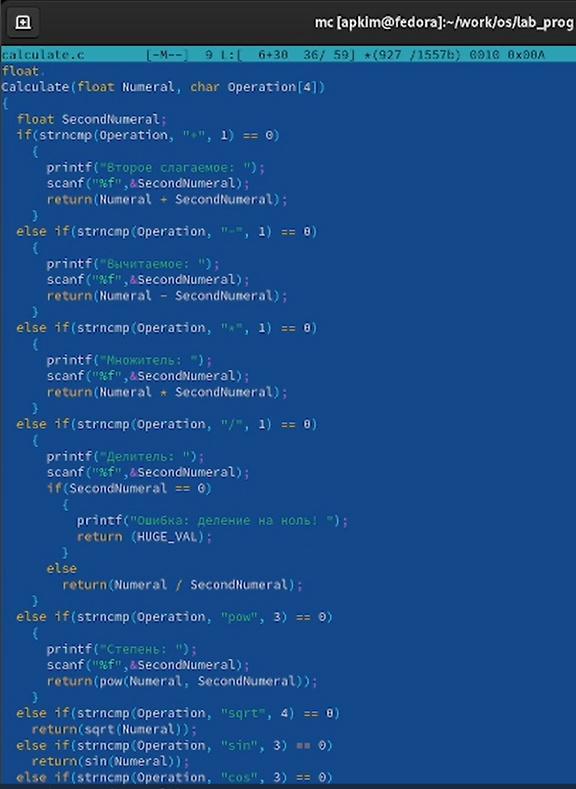 mc [apkim@fedora]:~/work/os/lab_prog
calculate.c [-M--] 9 L:[ 6+30 36/ 59] *(927 /1557b) 0010 0x00A
float.
Calculate(float Numeral, char Operation[4])
{
float SecondNumeral;
if(strncmp(Operation, "+", 1) == 0)
{
printf("Второе слагаемое: ");
scanf("%f",&SecondNumeral);
return(Numeral + SecondNumeral);
}
else if(strncmp(Operation, "-", 1) == 0)
{
printf("Вычитаемое: ");
scanf("%f",&SecondNumeral);
return(Numeral - SecondNumeral);
}
else if(strncmp(Operation, "*", 1) == 0)
{
printf("Множитель: ");
scanf("%f",&SecondNumeral);
return(Numeral * SecondNumeral);
}
else if(strncmp(Operation, "/", 1) == 0)
{
printf("Делитель: ");
scanf("%f",&SecondNumeral);
if(SecondNumeral == 0)
{
printf("Ошибка: деление на ноль! ");
return (HUGE_VAL);
}
else
return(Numeral / SecondNumeral);
}
else if(strncmp(Operation, "pow", 3) == 0)
{
printf("Степень: ");
scanf("%f",&SecondNumeral);
return(pow(Numeral, SecondNumeral));
}
else if(strncmp(Operation, "sqrt", 4) == 0)
return(sqrt(Numeral));
else if(strncmp(Operation, "sin", 3) == 0)
return(sin(Numeral));
else if(strncmp(Operation, "cos", 3) == 0)